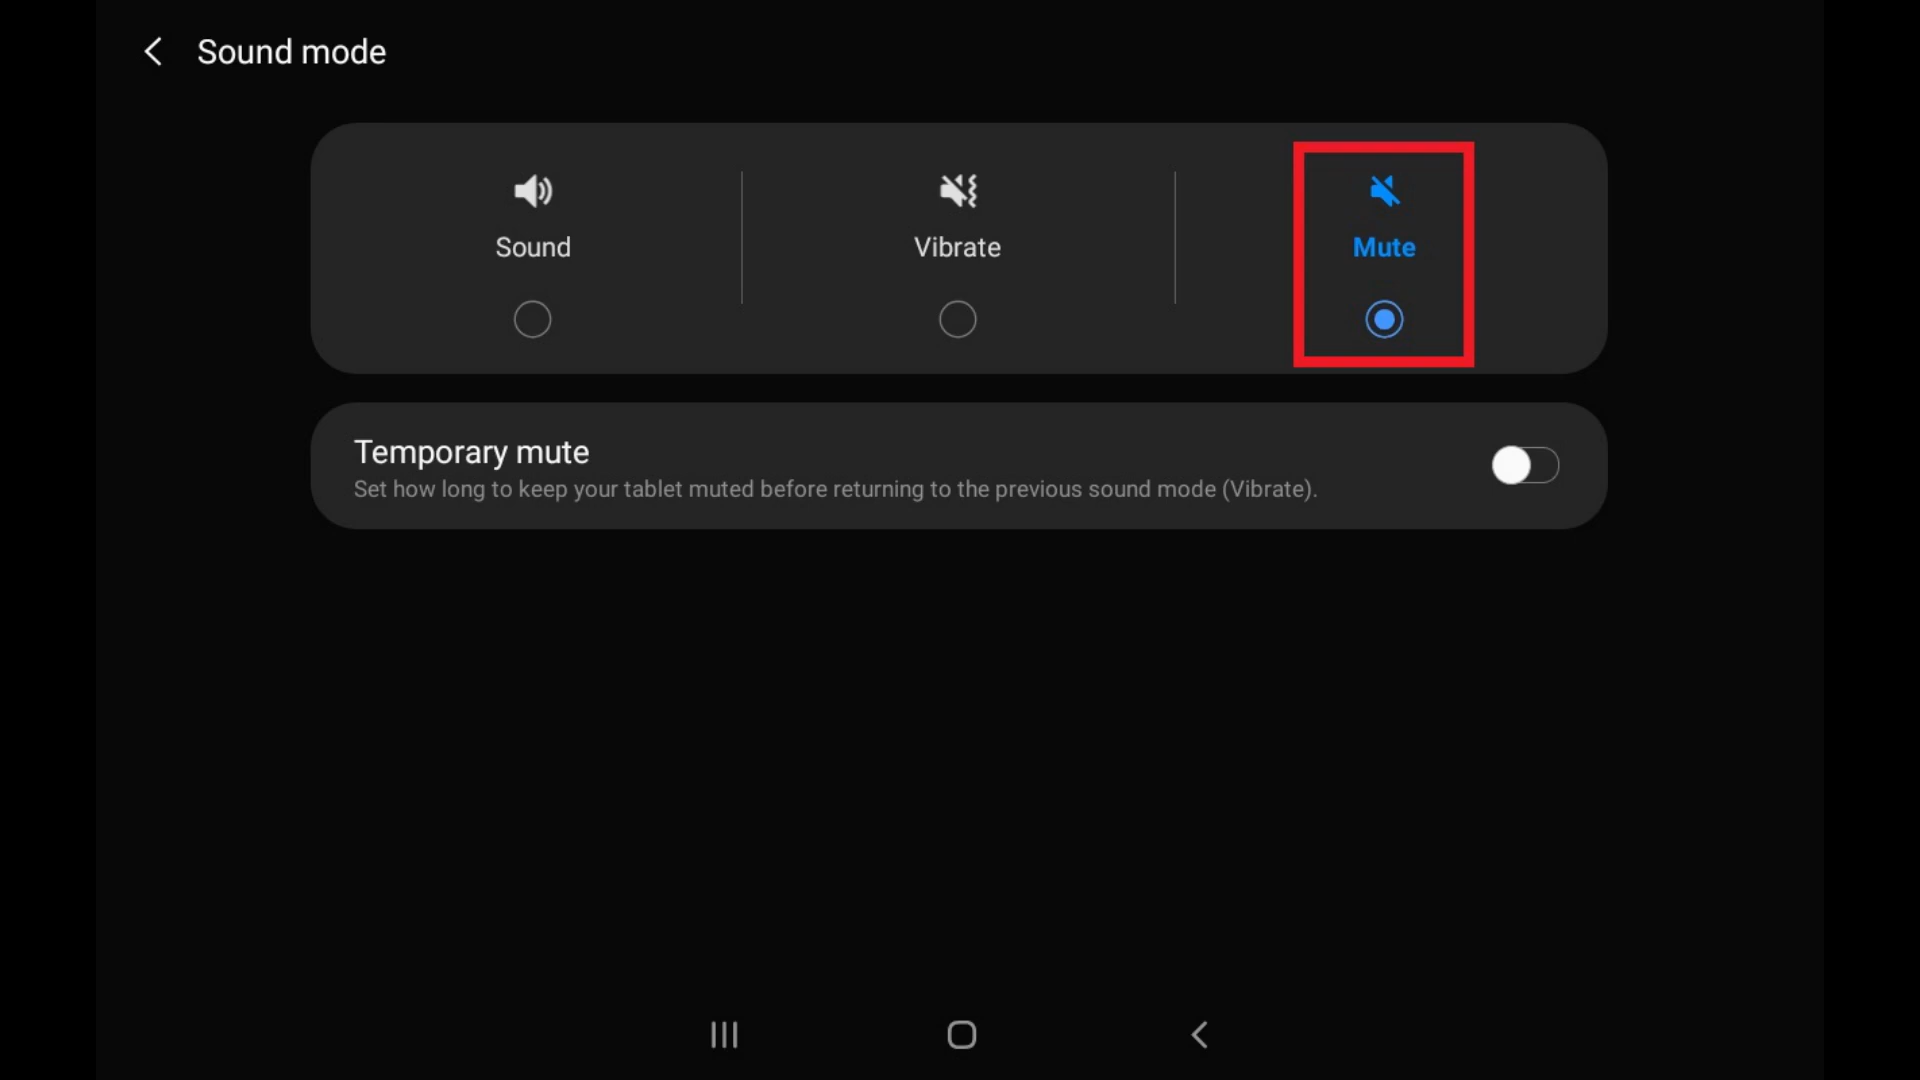 Sound mode
Sound
Vibrate
Mute
Temporary mute
Set how long to keep your tablet muted before returning to the previous sound mode (Vibrate).